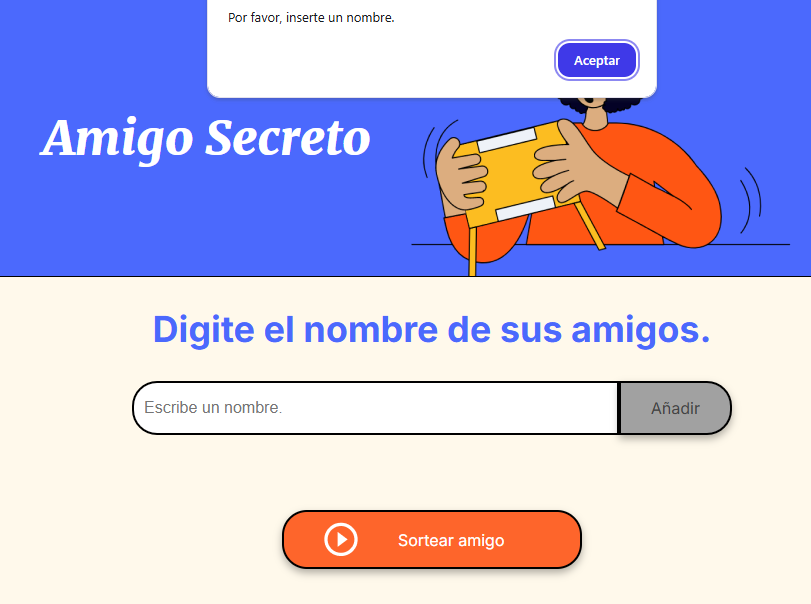 Por favor, inserte un nombre.
Aceptar
Amigo Secreto
Digite el nombre de sus amigos.
Escribe un nombre.
Añadir
Sortear amigo